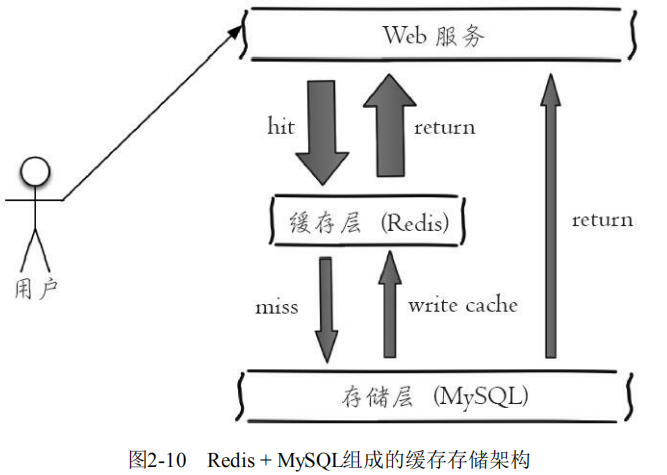 Web 服务
hit
return
缓存层 (Redis)
return
用户
miss
write cache
存储层 (MySQL)
图2-10 Redis + MySQL组成的缓存存储架构